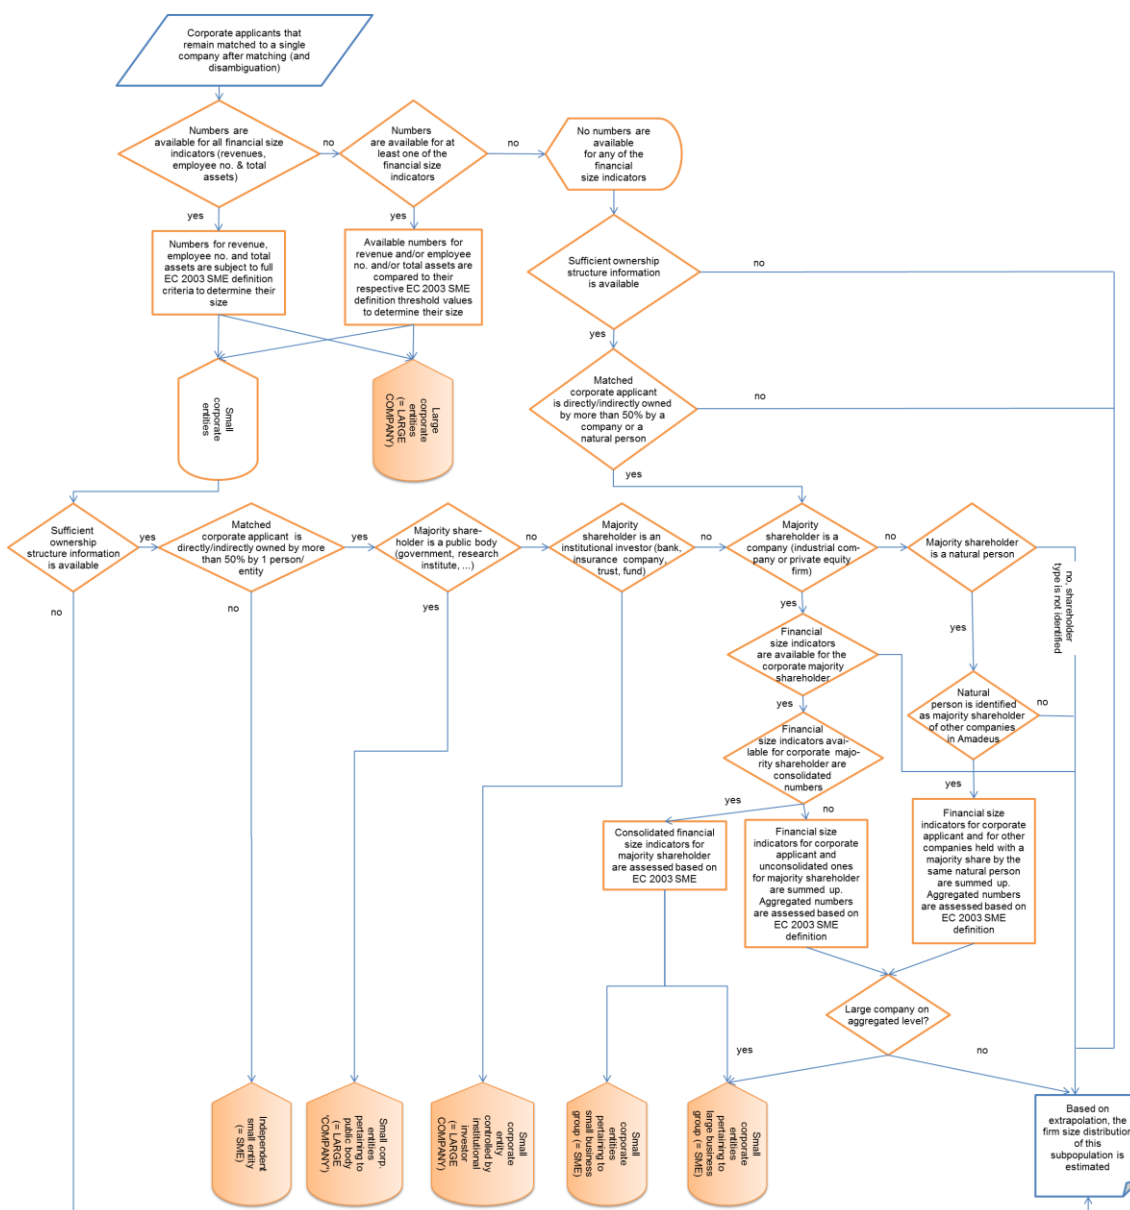 Corporate applicants that
remain matched to a single
company after matching (and
disambiguation)
Numbers are
available for all financial size
indicators (revenues,
employee no. & total
assets)
no
Numbers
are available for at
least one of the
financial size
indicators
no
No numbers are
available
for any of the
financial
size indicators
yes
yes
Numbers for revenue,
employee no. and total
assets are subject to full
EC 2003 SME definition
criteria to determine their
size
Available numbers for
revenue and/or employee
no. and/or total assets are
compared to their
respective EC 2003 SME
definition threshold values
to determine their size
Sufficient ownership
structure information
is available
no
yes
Small
corporate
entities
Large
corporate
entities
(= LARGE
COMPANY)
Matched
corporate applicant
is directly/indirectly owned
by more than 50% by a
company or a
natural person
no
yes
Sufficient
ownership
structure information
is available
yes
Matched
corporate applicant is
directly/indirectly owned by more
than 50% by 1 person/
entity
yes
Majority share-
holder is a public body
(government, research
institute, ...)
no
Majority
shareholder is an
institutional investor (bank,
insurance company,
trust, fund)
no
Majority
shareholder is a
company (industrial com-
pany or private equity
firm)
no
Majority shareholder
is a natural person
no, shareholder
type is not identified
no
no
yes
yes
yes
Financial
size indicators
are available for the
corporate majority
shareholder
Natural
person is identified
as majority shareholder
of other companies
in Amadeus
no
yes
Financial
size indicators avai-
lable for corporate majo-
rity shareholder are
consolidated
numbers
yes
no
yes
Consolidated financial
size indicators for
majority shareholder
are assessed based on
EC 2003 SME
Financial size
indicators for corporate
applicant and
unconsolidated ones
for majority shareholder
are summed up.
Aggregated numbers
are assessed based on
EC 2003 SME
definition
Financial size
indicators for corporate
applicant and for other
companies held with a
majority share by the
same natural person
are summed up.
Aggregated numbers
are assessed based on
EC 2003 SME
definition
Large company on
aggregated level?
yes
no
Independent
small entity
(= SME)
Small corp.
entities
pertaining to
public body
(= LARGE
'COMPANY')
Small
corporate
entity
controlled by
institutional
investor
(= LARGE
COMPANY)
Small
corporate
entities
pertaining to
small business
group (= SME)
Small
corporate
entities
pertaining to
large business
group (= SME)
Based on
extrapolation, the
firm size distribution
of this
subpopulation is
estimated